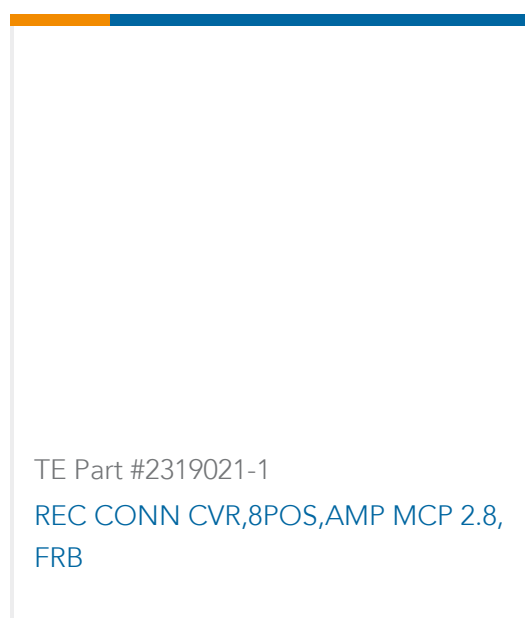 TE Part #2319021-1
REC CONN CVR,8POS,AMP MCP 2.8,
FRB